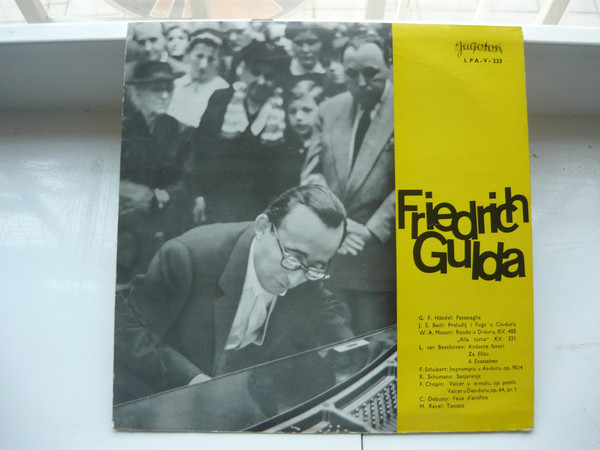 Jugoton
LPA-V-233
Friedrich
Gulda
G. F. Händel: Passacaglia
J. S. Bach: Preludij i Fuga u Cis-duru
W. A. Mozart: Rondo u D-duru, KV. 485
„Alla turca" KV. 331
L. van Beethoven: Andante favori
Za Elizu
6 Ecossaisen
F. Schubert: Impromptu u As-duru, op. 90/4
R. Schumann: Sanjarenje
F. Chopin: Valcer u e-molu, op. posth.
Valcer u Des-duru, op. 64, br. 1
C. Debussy: Feux d'artifice
M. Ravel: Toccata